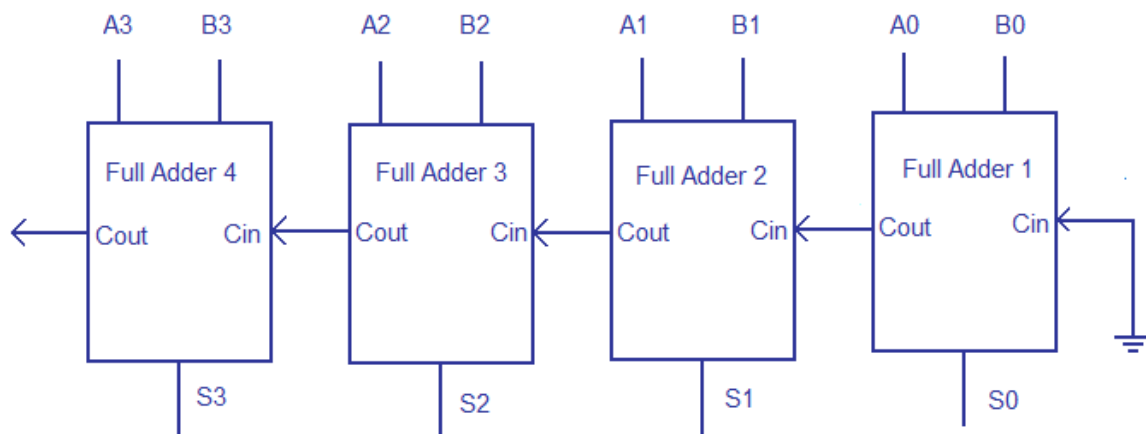 A3 B3 A2 B2 A1 B1 A0 B0
Full Adder 4 Full Adder 3 Full Adder 2 Full Adder 1
Cout Cin Cout Cin Cout Cin Cout Cin
S3 S2 S1 S0